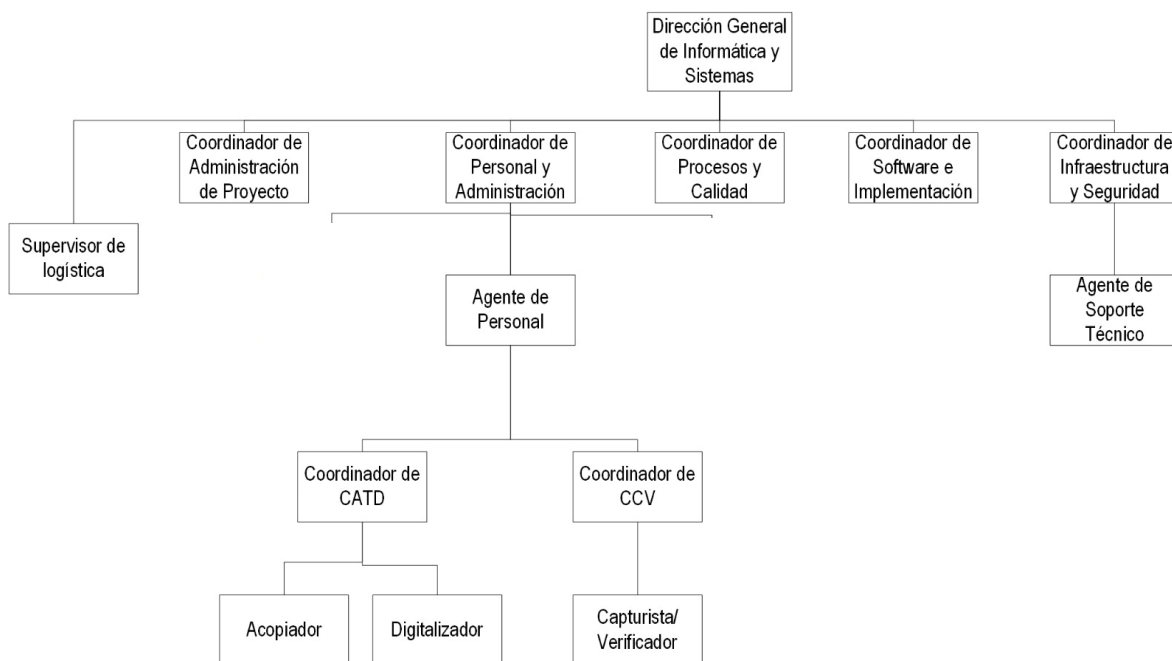 Dirección General
de Informática y
Sistemas
Coordinador de
Administración
de Proyecto
Coordinador de
Personal y
Administración
Coordinador de
Procesos y
Calidad
Coordinador de
Software e
Implementación
Coordinador de
Infraestructura
y Seguridad
Supervisor de
logística
Agente de
Personal
Agente de
Soporte
Técnico
Coordinador de
CATD
Coordinador de
CCV
Acopiador
Digitalizador
Capturista/
Verificador